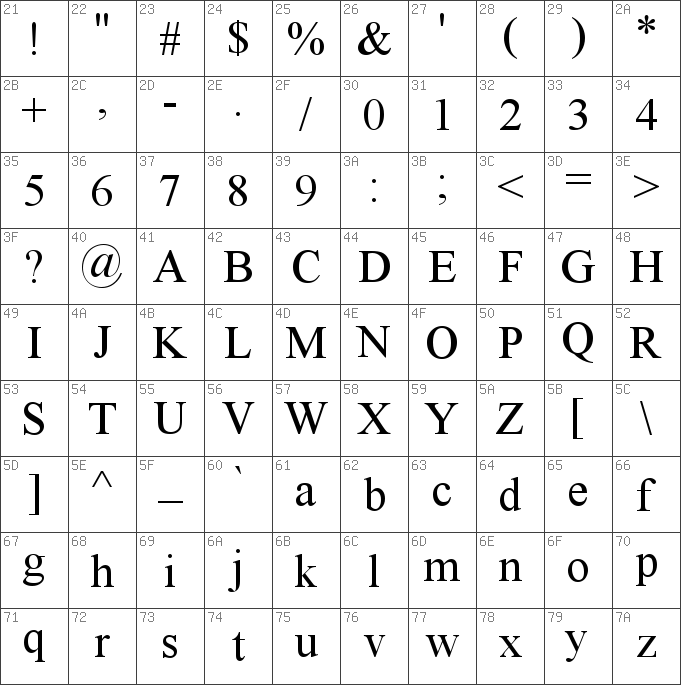 21 22 23 24 25 26 27 28 29 2A
! " # $ % & ' ( ) *
2B 2C 2D 2E 2F 30 31 32 33 34
+ , - . / 0 1 2 3 4
35 36 37 38 39 3A 3B 3C 3D 3E
5 6 7 8 9 : ; < = >
3F 40 41 42 43 44 45 46 47 48
? @ A B C D E F G H
49 4A 4B 4C 4D 4E 4F 50 51 52
I J K L M N O P Q R
53 54 55 56 57 58 59 5A 5B 5C
S T U V W X Y Z [ \
5D 5E 5F 60 61 62 63 64 65 66
] ^ _ ` a b c d e f
67 68 69 6A 6B 6C 6D 6E 6F 70
g h i j k l m n o p
71 72 73 74 75 76 77 78 79 7A
q r s t u v w x y z